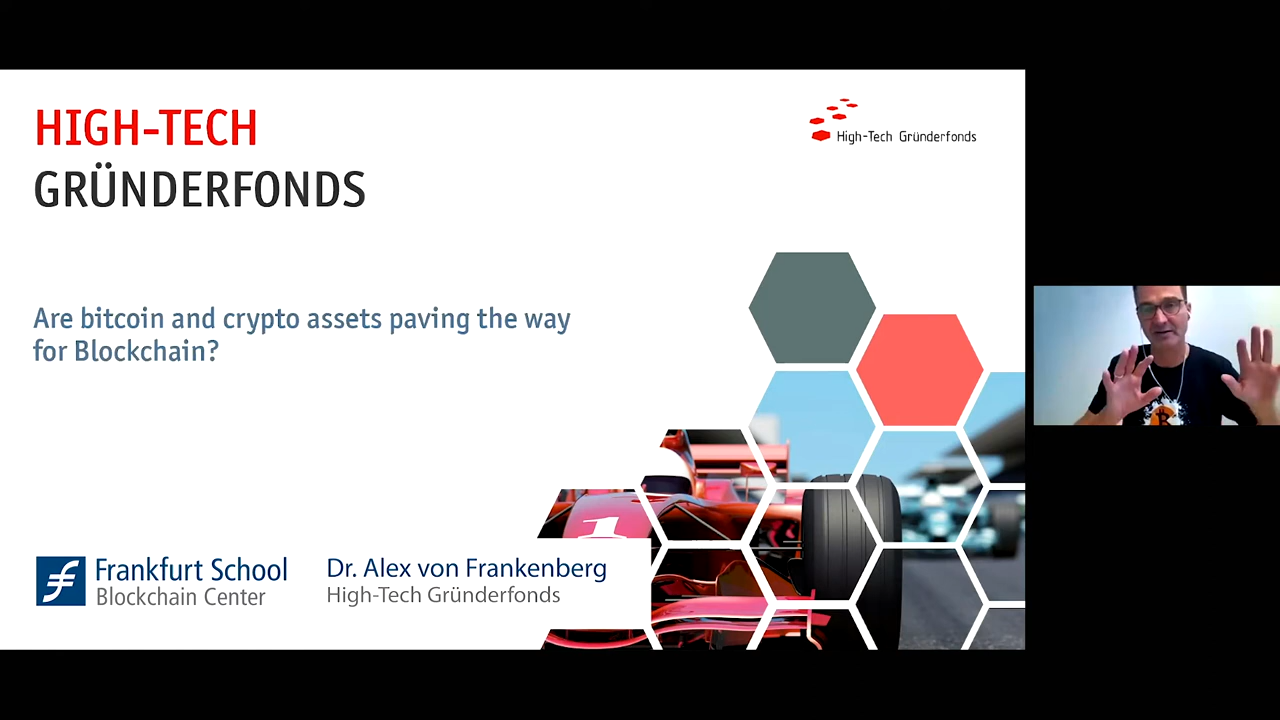 HIGH-TECH
GRÜNDERFONDS
High-Tech Gründerfonds
Are bitcoin and crypto assets paving the way
for Blockchain?
1
Frankfurt School
Blockchain Center
Dr. Alex von Frankenberg
High-Tech Gründerfonds